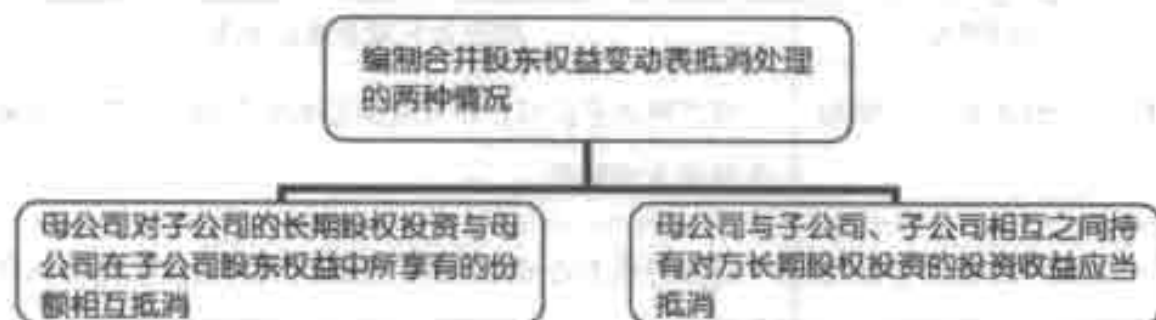 编制合并股东权益变动表抵消处理
的两种情况
母公司对子公司的长期股权投资与母
公司在子公司股东权益中所享有的份
额相互抵消
母公司与子公司、子公司相互之间持
有对方长期股权投资的投资收益应当
抵消